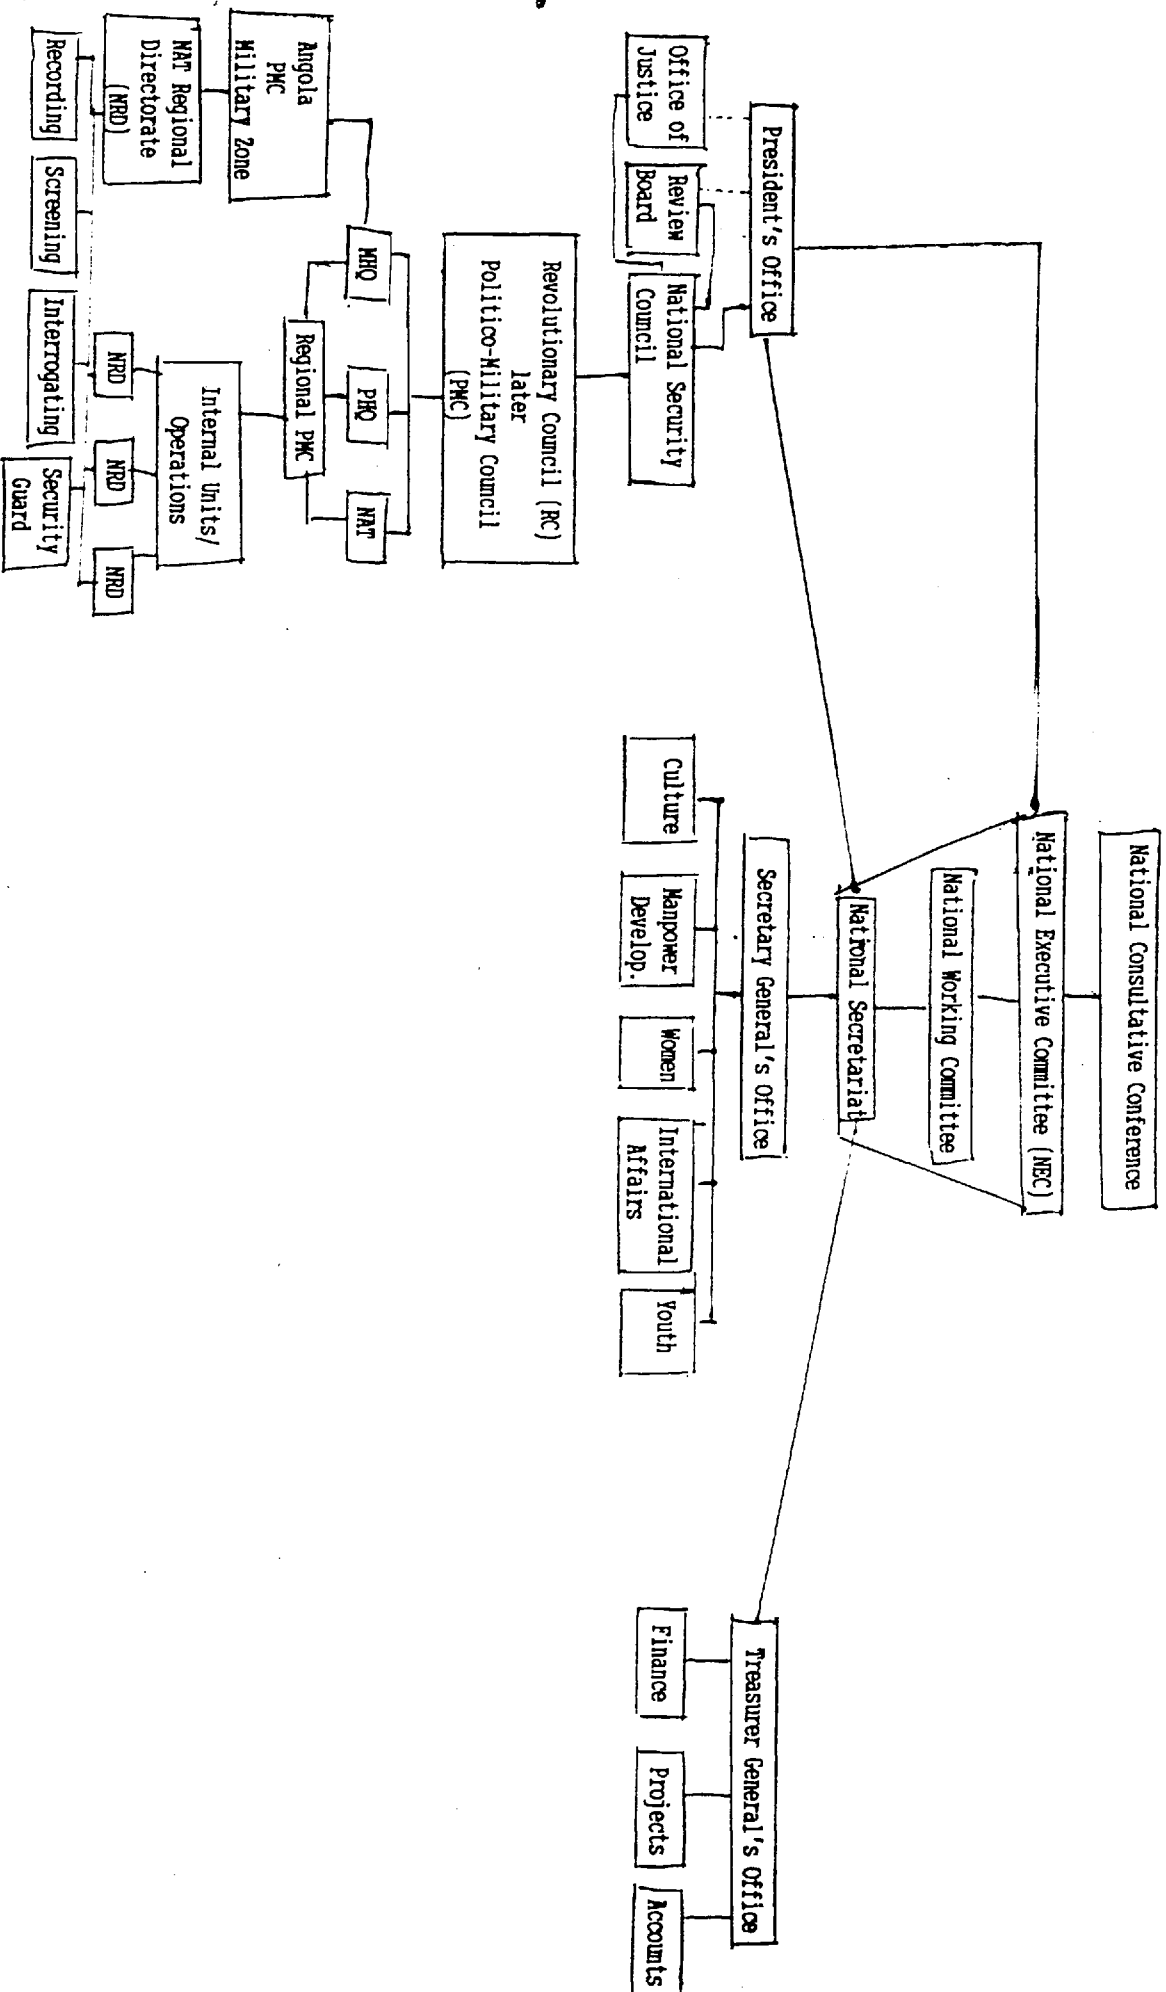 National Consultative Conference
National Executive Committee (NEC)
National Working Committee
National Secretariat
President's Office
Secretary General's Office
Treasurer General's Office
Office of
Justice
Review
Board
National Security
Council
Culture
Manpower
Develop.
Women
International
Affairs
Youth
Finance
Projects
Accounts
Revolutionary Council (RC)
later
Politico-Military Council
(PMC)
MHQ
PHQ
NAT
Angola
PMC
Military Zone
Regional PMC
NAT Regional
Directorate
(NRD)
Internal Units/
Operations
NRD
NRD
NRD
Recording
Screening
Interrogating
Security
Guard